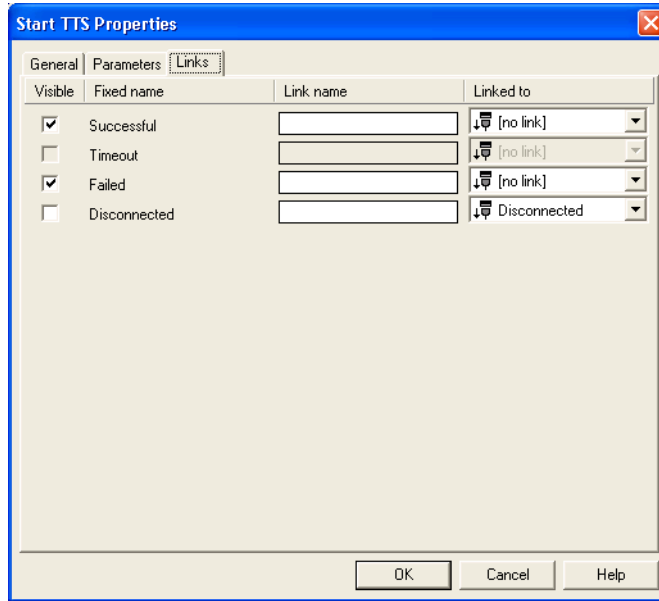 Start TTS Properties
General Parameters Links
Visible Fixed name Link name Linked to
Successful [no link]
Timeout [no link]
Failed [no link]
Disconnected Disconnected
OK Cancel Help